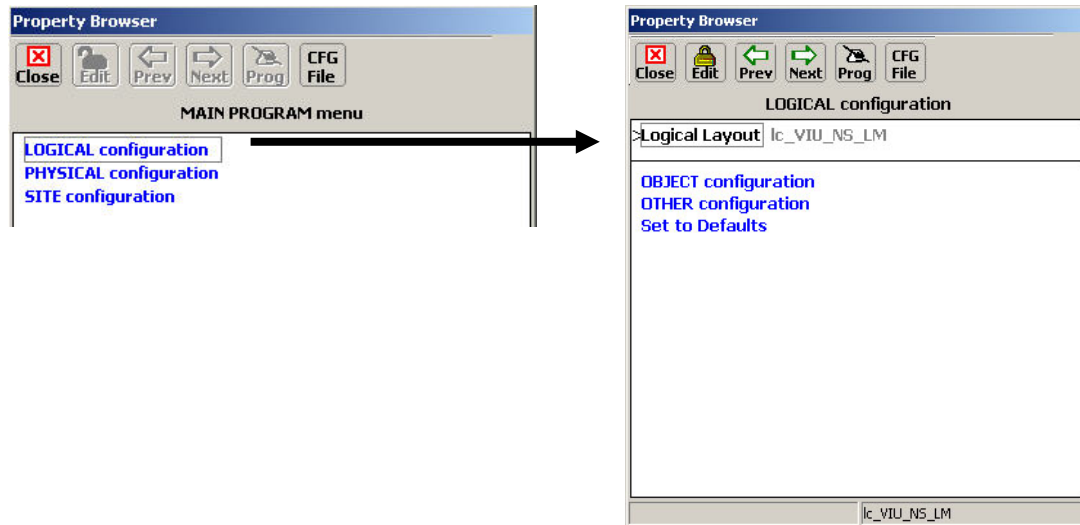 Property Browser
Close Edit Prev Next Prog CFG File
MAIN PROGRAM menu
LOGICAL configuration
PHYSICAL configuration
SITE configuration
Property Browser
Close Edit Prev Next Prog CFG File
LOGICAL configuration
>Logical Layout lc_VIU_NS_LM
OBJECT configuration
OTHER configuration
Set to Defaults
lc_VIU_NS_LM